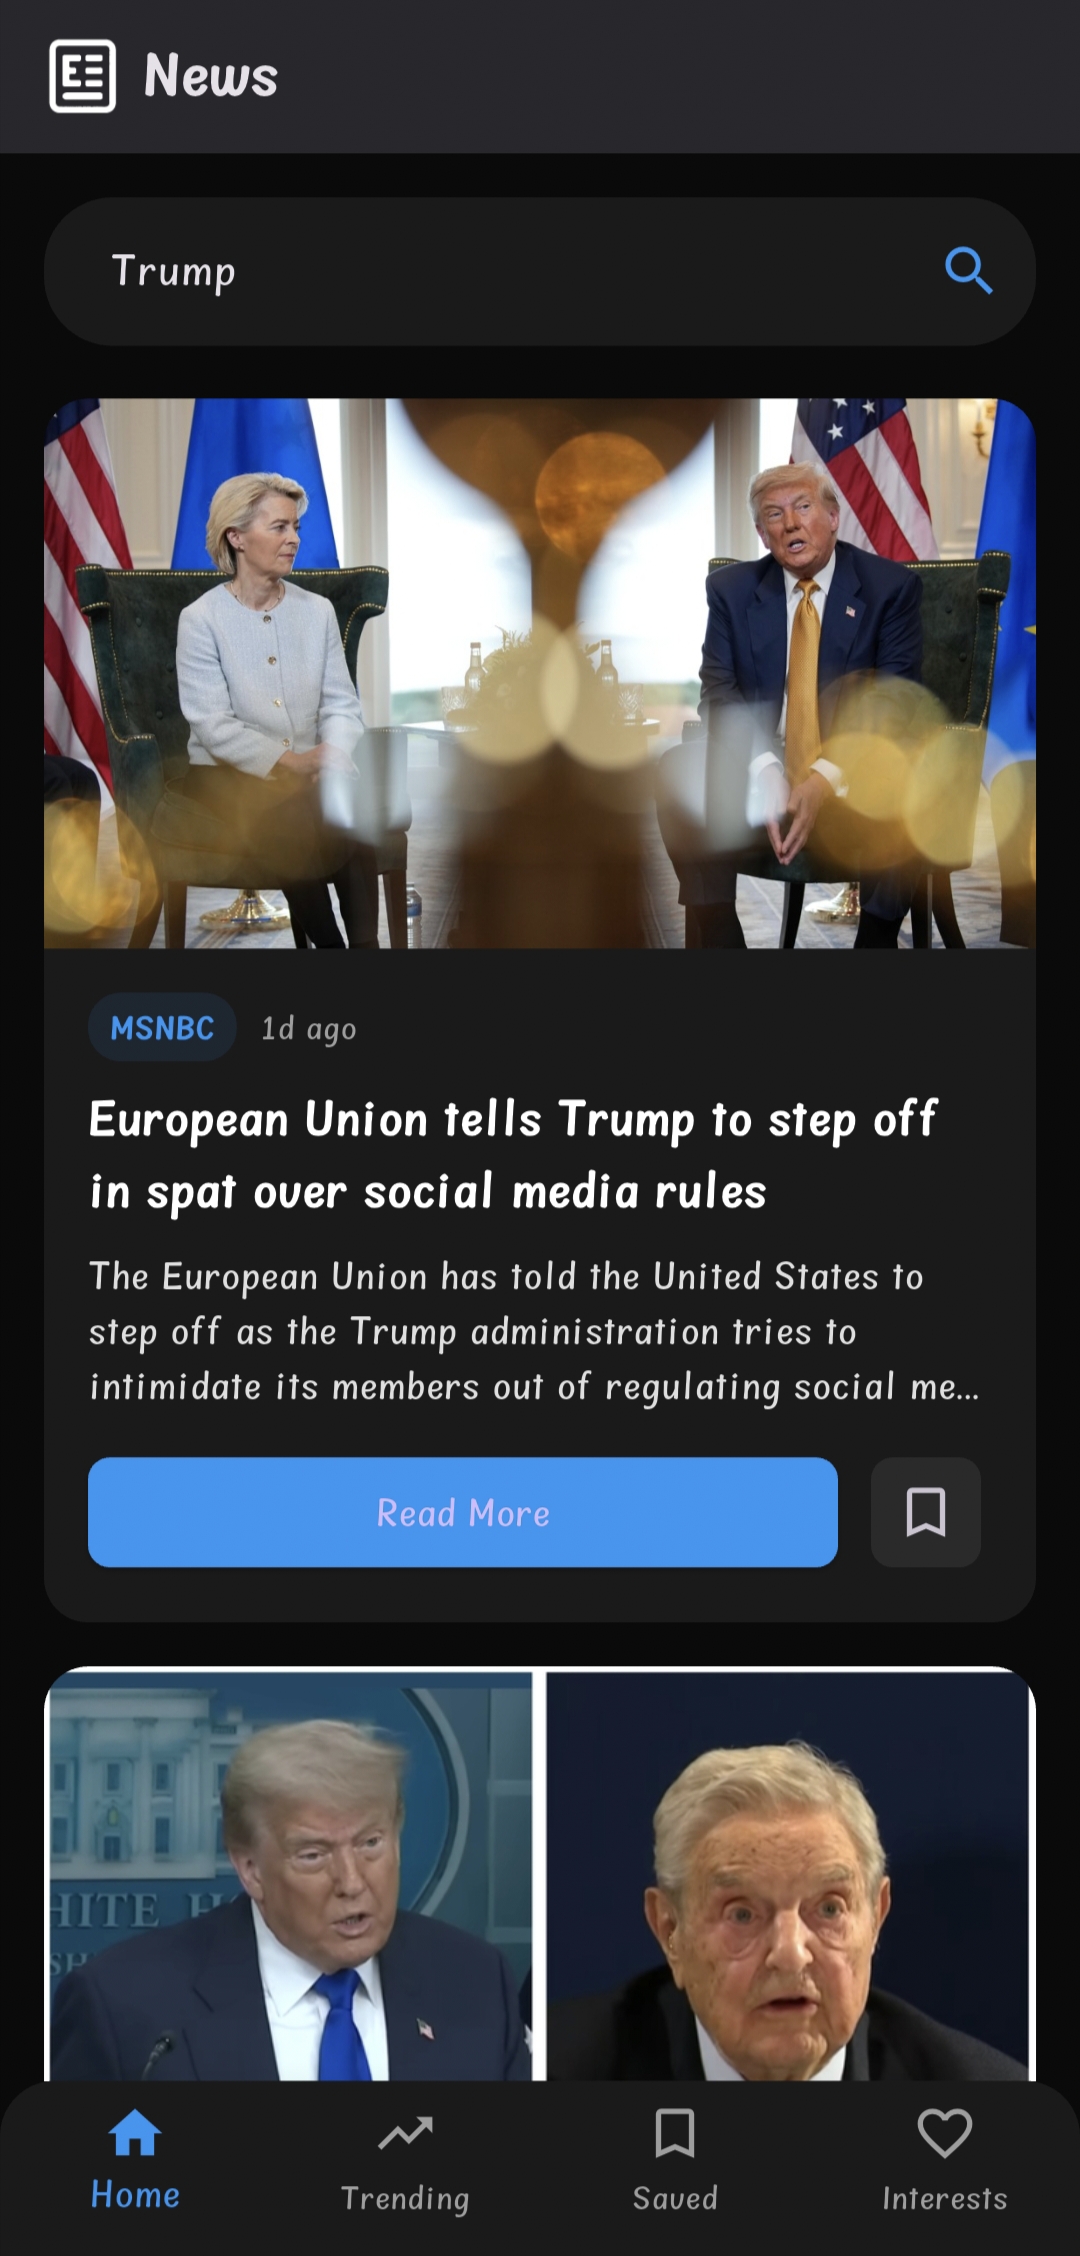 News
Trump
MSNBC 1d ago
European Union tells Trump to step off
in spat over social media rules
The European Union has told the United States to
step off as the Trump administration tries to
intimidate its members out of regulating social me...
Read More
HITE H
SH
Home Trending Saved Interests